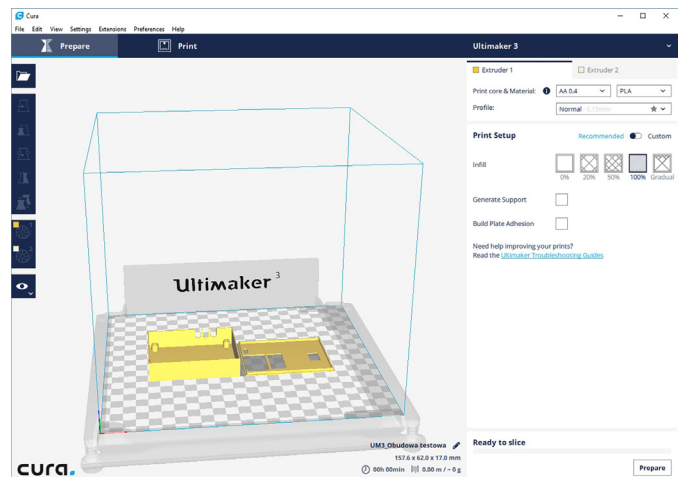 Cura
File Edit View Settings Extensions Preferences Help
Prepare Print Ultimaker 3
Extruder 1 Extruder 2
Print core & Material: AA 0.4 PLA
Profile: Normal - 0.15mm
Print Setup Recommended Custom
Infill
0% 20% 50% 100% Gradual
Generate Support
Build Plate Adhesion
Need help improving your prints?
Read the Ultimaker Troubleshooting Guides
Ultimaker 3
UM3_Obudowa testowa
157.6 x 62.0 x 17.0 mm
00h 00min 0.00 m / ~ 0 g
cura.
Ready to slice
Prepare